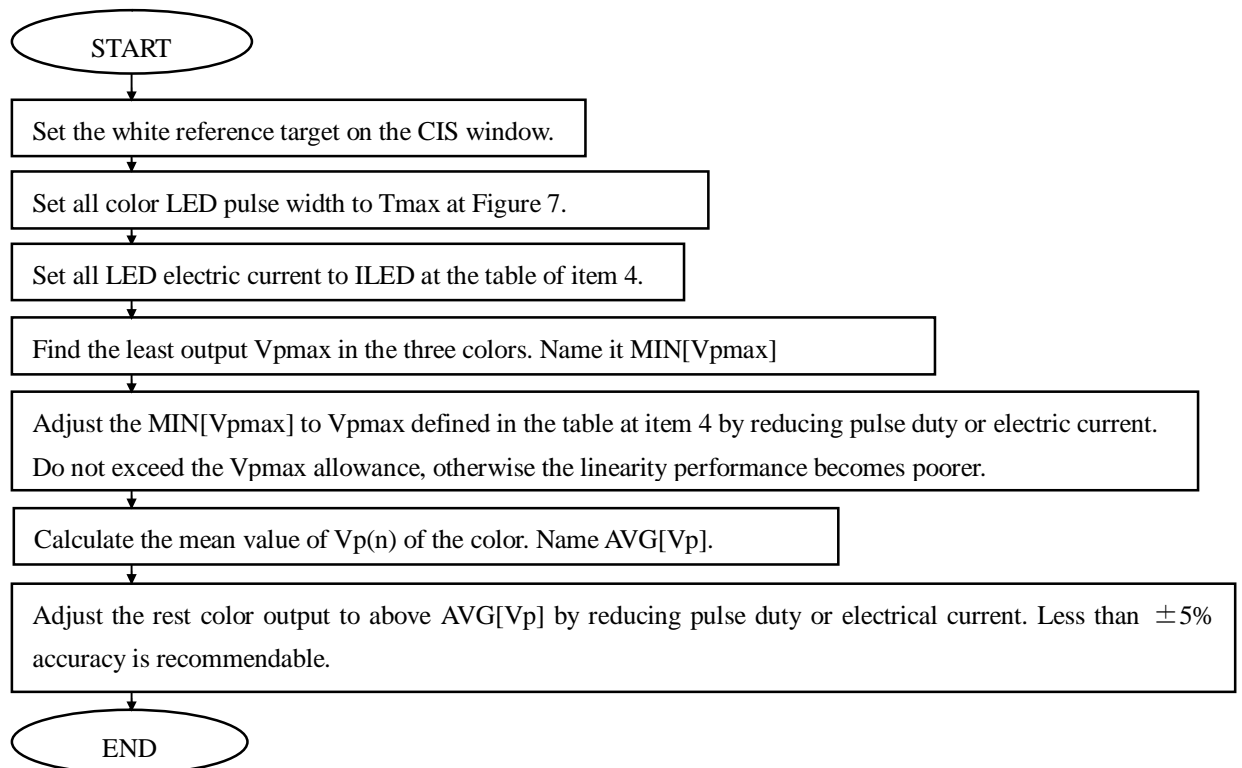 START
Set the white reference target on the CIS window.
Set all color LED pulse width to Tmax at Figure 7.
Set all LED electric current to ILED at the table of item 4.
Find the least output Vpmax in the three colors. Name it MIN[Vpmax]
Adjust the MIN[Vpmax] to Vpmax defined in the table at item 4 by reducing pulse duty or electric current.
Do not exceed the Vpmax allowance, otherwise the linearity performance becomes poorer.
Calculate the mean value of Vp(n) of the color. Name AVG[Vp].
Adjust the rest color output to above AVG[Vp] by reducing pulse duty or electrical current. Less than ±5%
accuracy is recommendable.
END